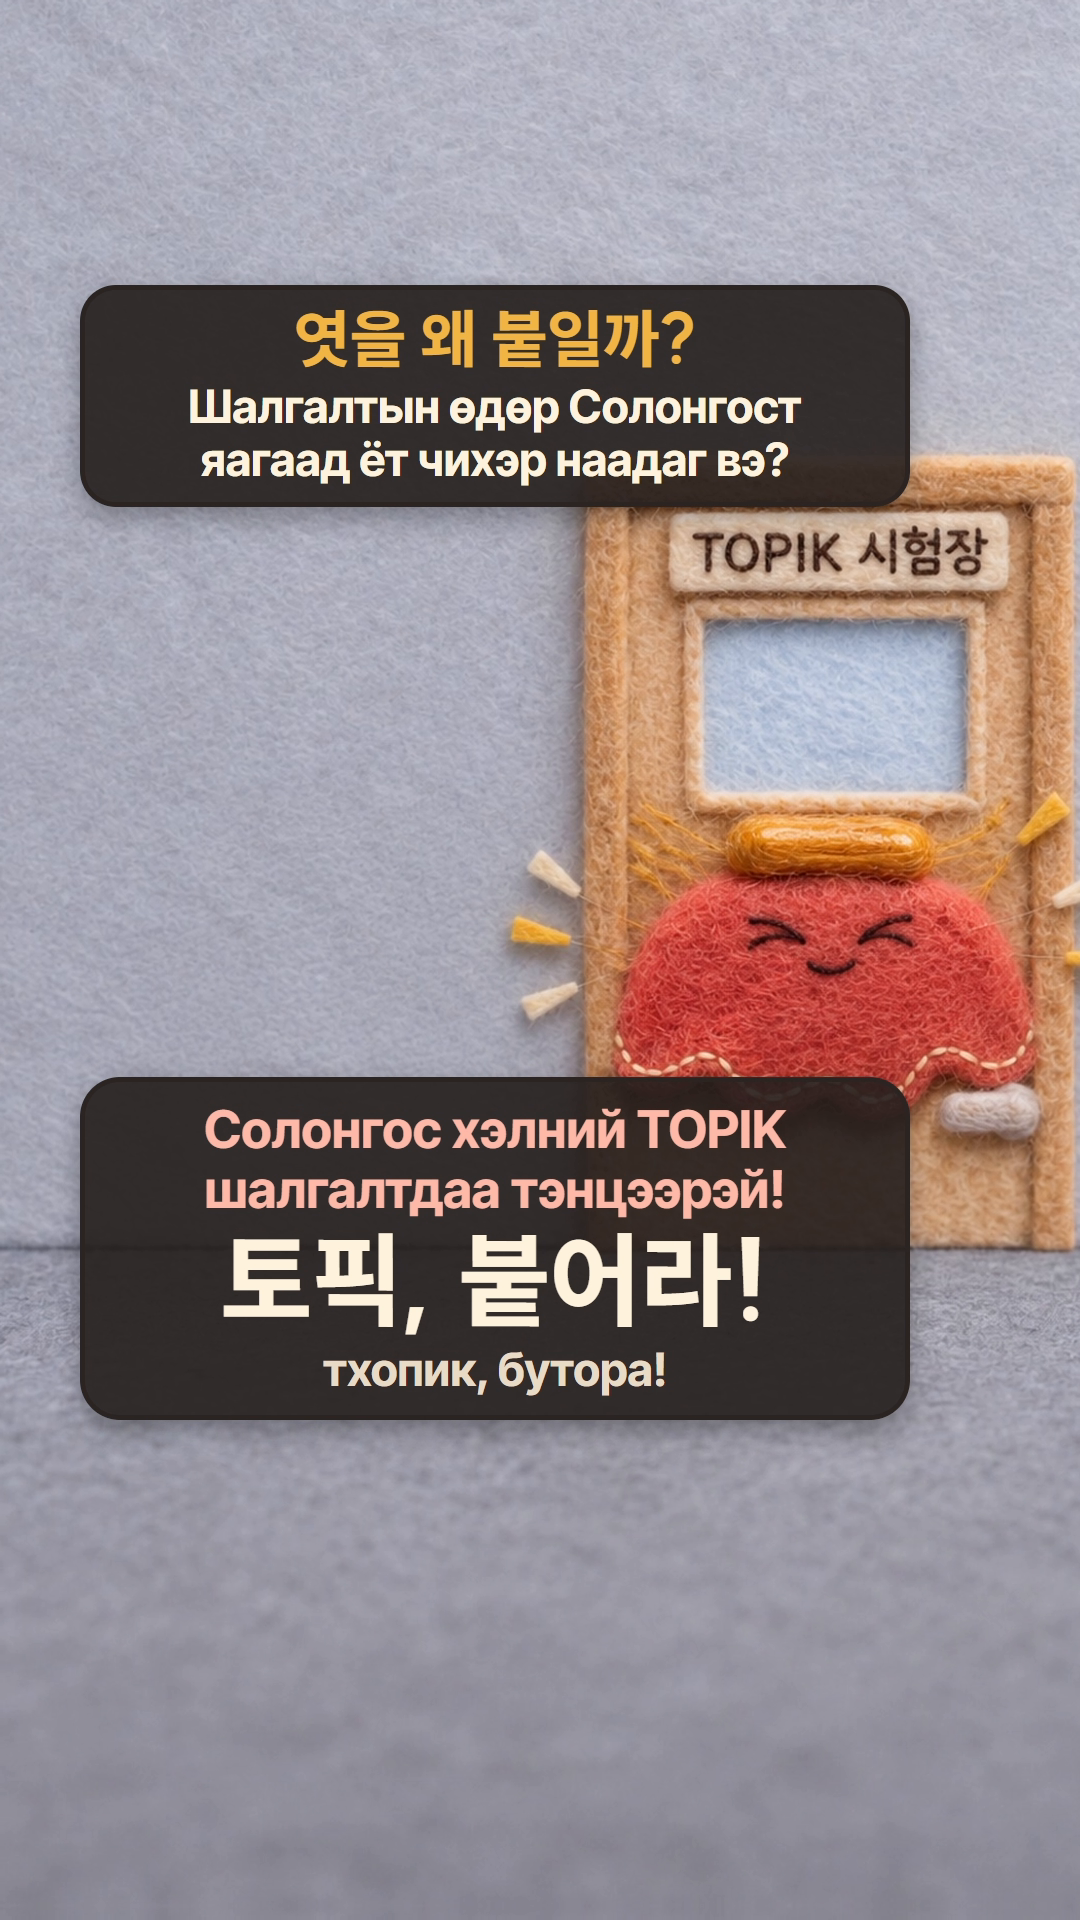 엿을 왜 붙일까?
Шалгалтын өдөр Солонгост
яагаад ёт чихэр наадаг вэ?
TOPIK 시험장
Солонгос хэлний TOPIK
шалгалтдаа тэнцээрэй!
토픽, 붙어라!
тхопик, бутора!